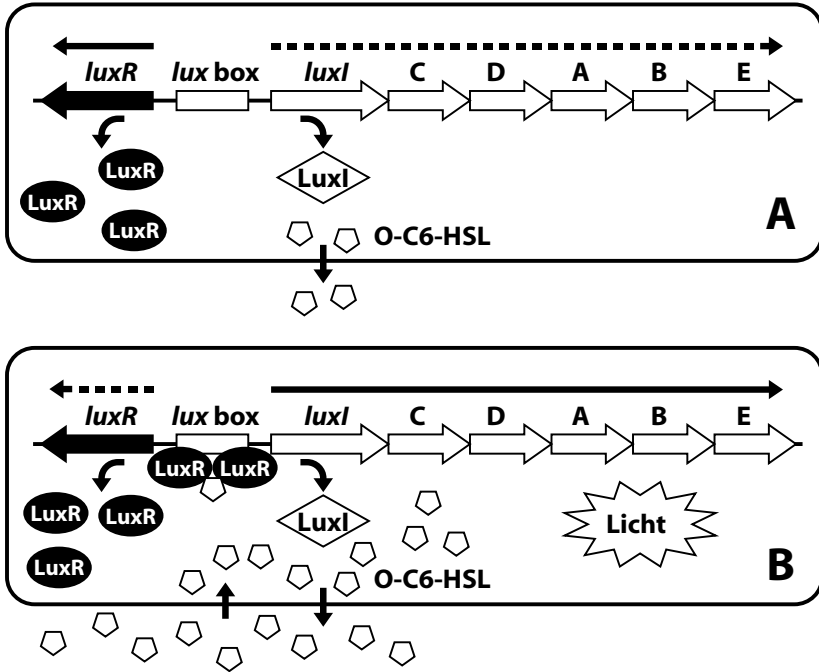 luxR lux box luxI C D A B E
LuxR
LuxI
LuxR
LuxR
O-C6-HSL
A
luxR lux box luxI C D A B E
LuxR LuxR
LuxR LuxR
LuxI
Licht
LuxR
O-C6-HSL
B